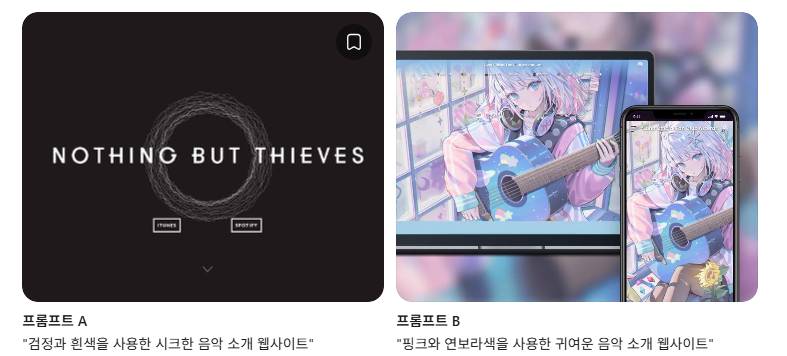 NOTHING BUT THIEVES
ITUNES
SPOTIFY
프롬프트 A
"검정과 흰색을 사용한 시크한 음악 소개 웹사이트"
프롬프트 B
"핑크와 연보라색을 사용한 귀여운 음악 소개 웹사이트"